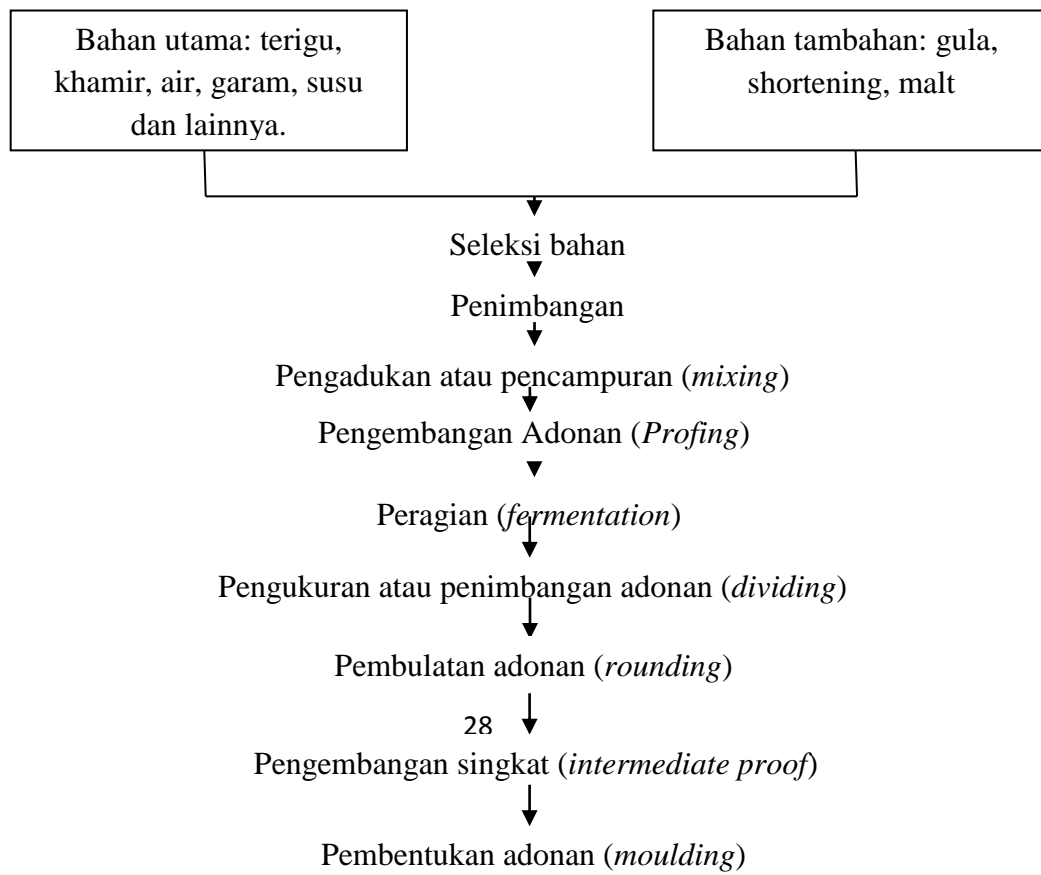 Bahan utama: terigu,
khamir, air, garam, susu
dan lainnya.
Bahan tambahan: gula,
shortening, malt
Seleksi bahan
Penimbangan
Pengadukan atau pencampuran (mixing)
Pengembangan Adonan (Profing)
Peragian (fermentation)
Pengukuran atau penimbangan adonan (dividing)
Pembulatan adonan (rounding)
28
Pengembangan singkat (intermediate proof)
Pembentukan adonan (moulding)